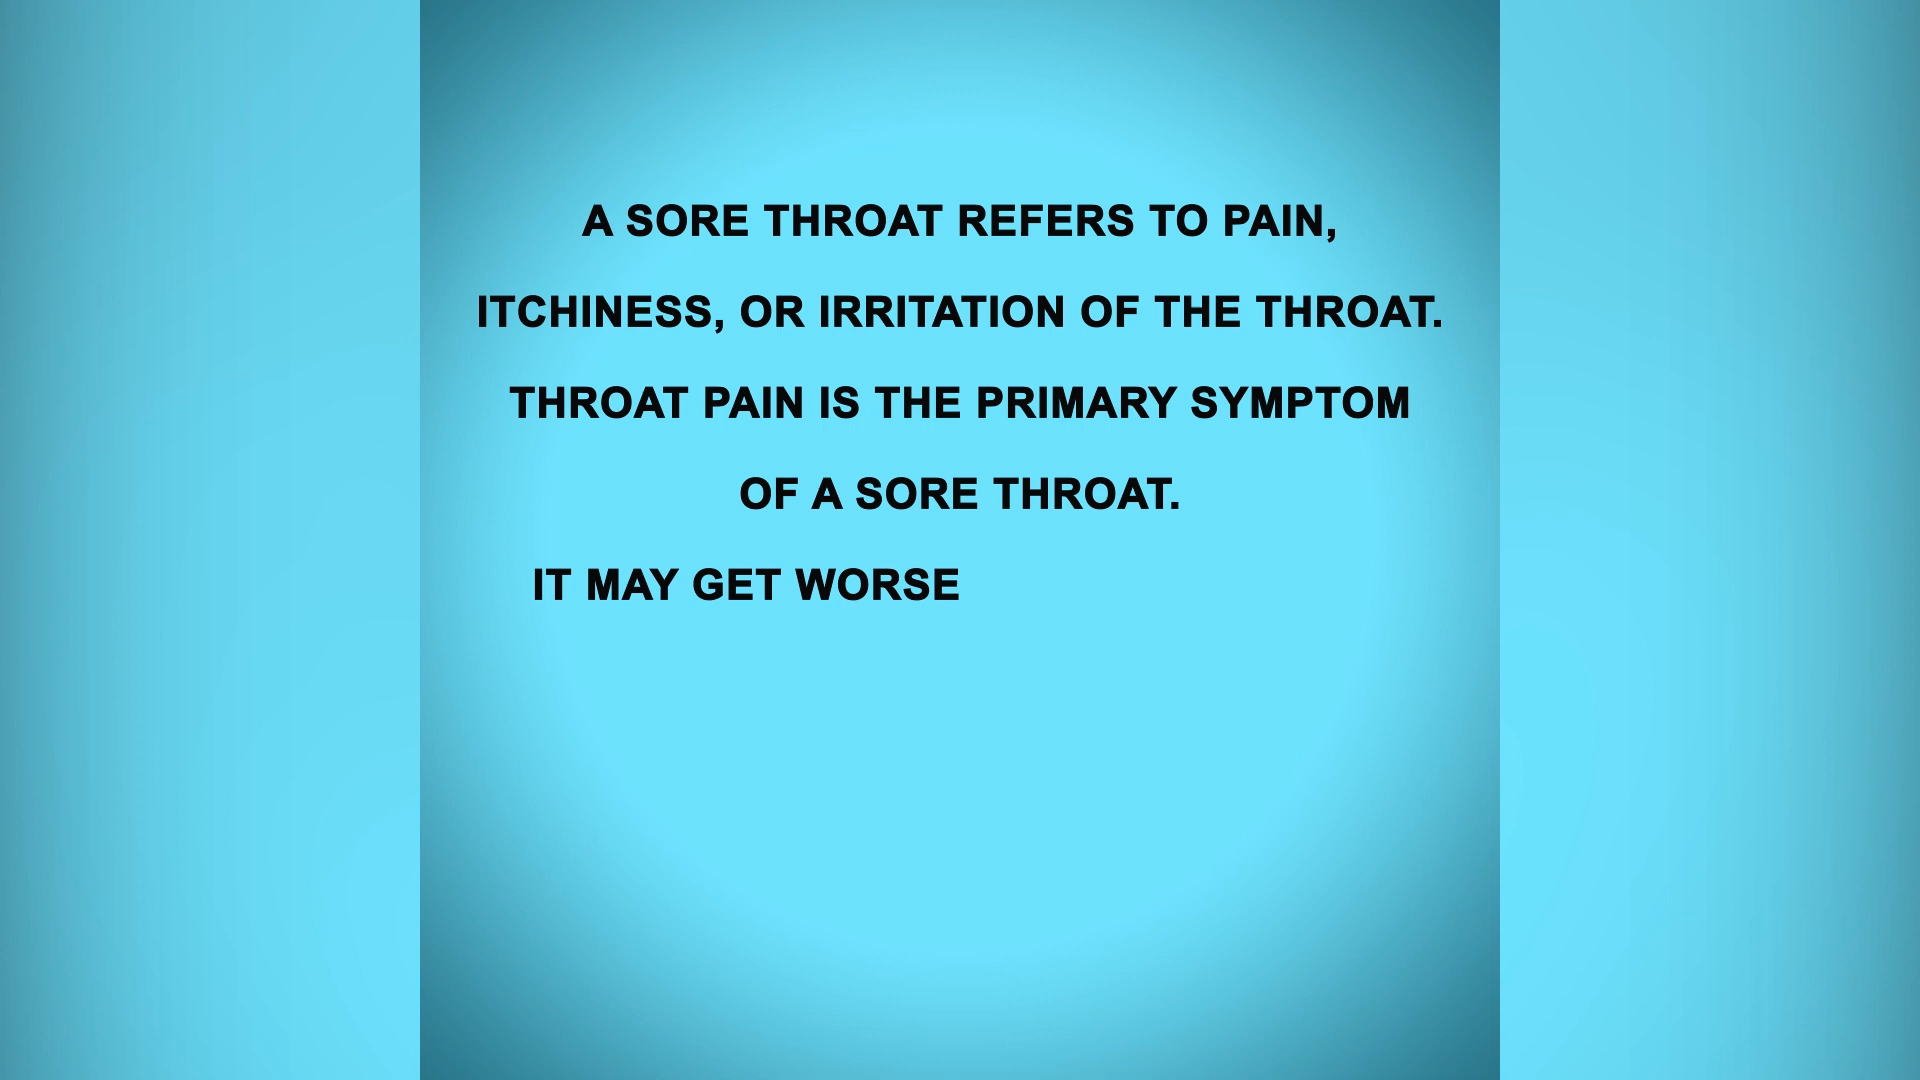 A SORE THROAT REFERS TO PAIN,
ITCHINESS, OR IRRITATION OF THE THROAT.
THROAT PAIN IS THE PRIMARY SYMPTOM
OF A SORE THROAT.
IT MAY GET WORSE